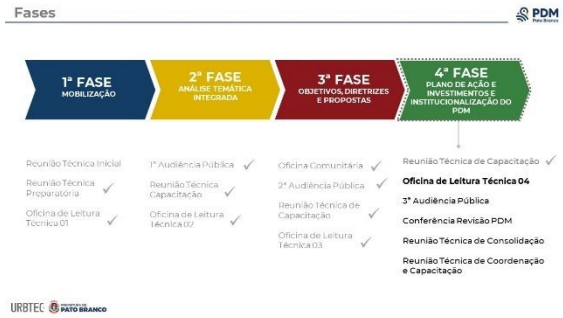 Fases
PDM
Pato Branco
1ª FASE
MOBILIZAÇÃO
2ª FASE
ANÁLISE TEMÁTICA
INTEGRADA
3ª FASE
OBJETIVOS, DIRETRIZES
E PROPOSTAS
4ª FASE
PLANO DE AÇÃO E
INVESTIMENTOS E
INSTITUCIONALIZAÇÃO DO
PDM
Reunião Técnica Inicial
Reunião Técnica
Preparatória
Oficina de Leitura
Técnica 01
1ª Audiência Pública
Reunião Técnica
Capacitação
Oficina de Leitura
Técnica 02
Oficina Comunitária
2ª Audiência Pública
Reunião Técnica de
Capacitação
Oficina de Leitura
Técnica 03
Reunião Técnica de Capacitação
Oficina de Leitura Técnica 04
3ª Audiência Pública
Conferência Revisão PDM
Reunião Técnica de Consolidação
Reunião Técnica de Coordenação
e Capacitação
URBTEC
PATO BRANCO